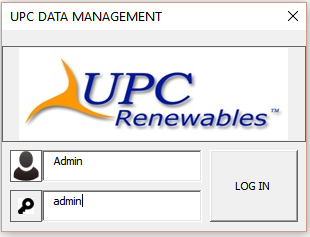 UPC DATA MANAGEMENT
UPC
Renewables™
Admin
admin
LOG IN